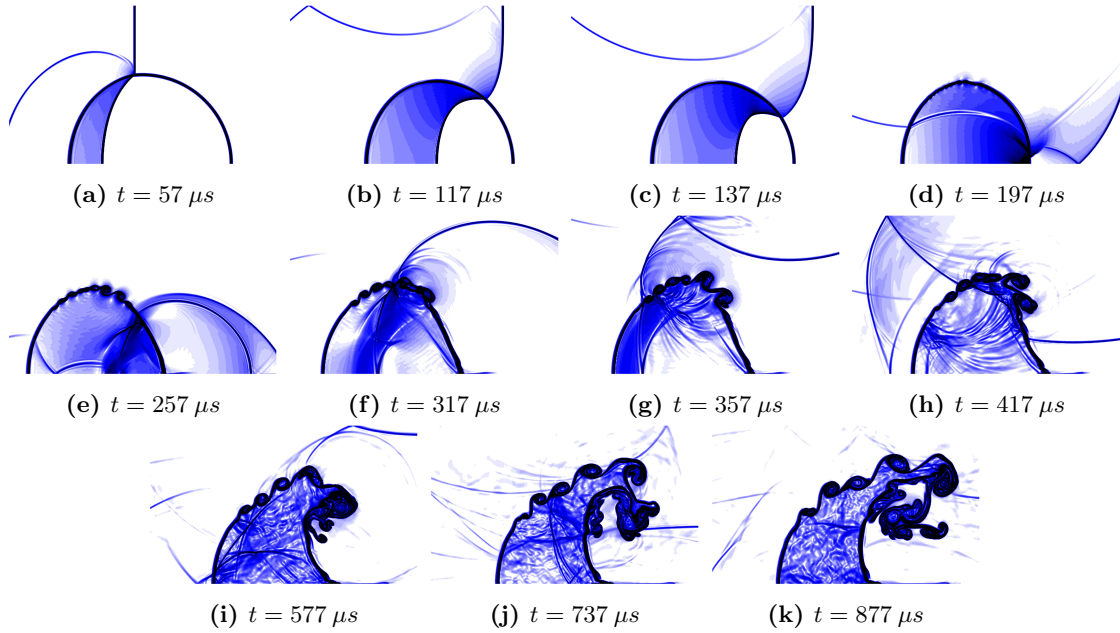 (a) t = 57 μs
(b) t = 117 μs
(c) t = 137 μs
(d) t = 197 μs
(e) t = 257 μs
(f) t = 317 μs
(g) t = 357 μs
(h) t = 417 μs
(i) t = 577 μs
(j) t = 737 μs
(k) t = 877 μs